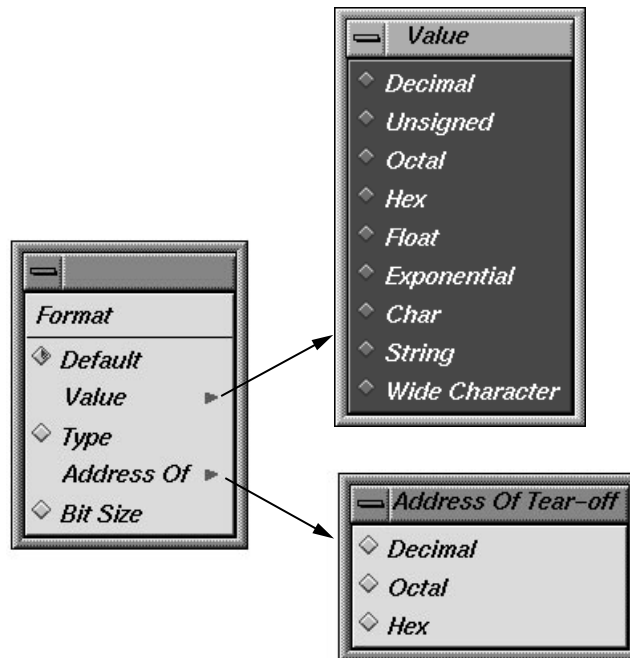 Value
Decimal
Unsigned
Octal
Hex
Float
Exponential
Char
String
Wide Character
Format
Default
Value
Type
Address Of
Bit Size
Address Of Tear-off
Decimal
Octal
Hex